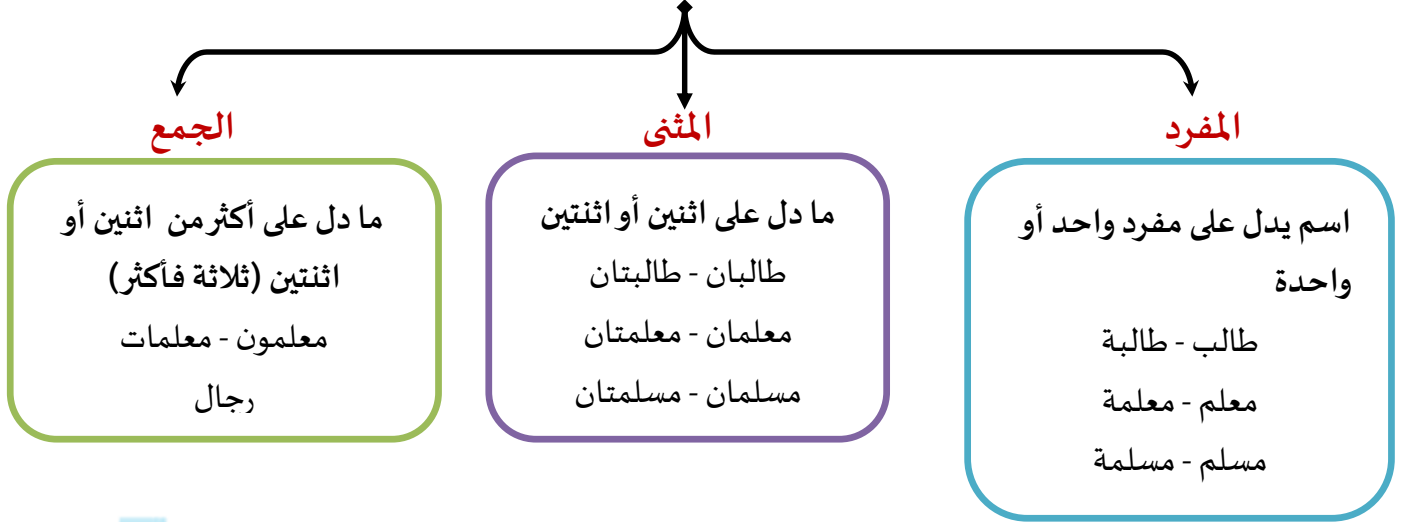 المفرد
اسم يدل على مفرد واحد أو
واحدة
طالب - طالبة
معلم - معلمة
مسلم - مسلمة
المثنى
ما دل على اثنين أو اثنتين
طالبان - طالبتان
معلمان - معلمتان
مسلمان - مسلمتان
الجمع
ما دل على أكثر من اثنين أو
اثنتين (ثلاثة فأكثر)
معلمون - معلمات
رجال